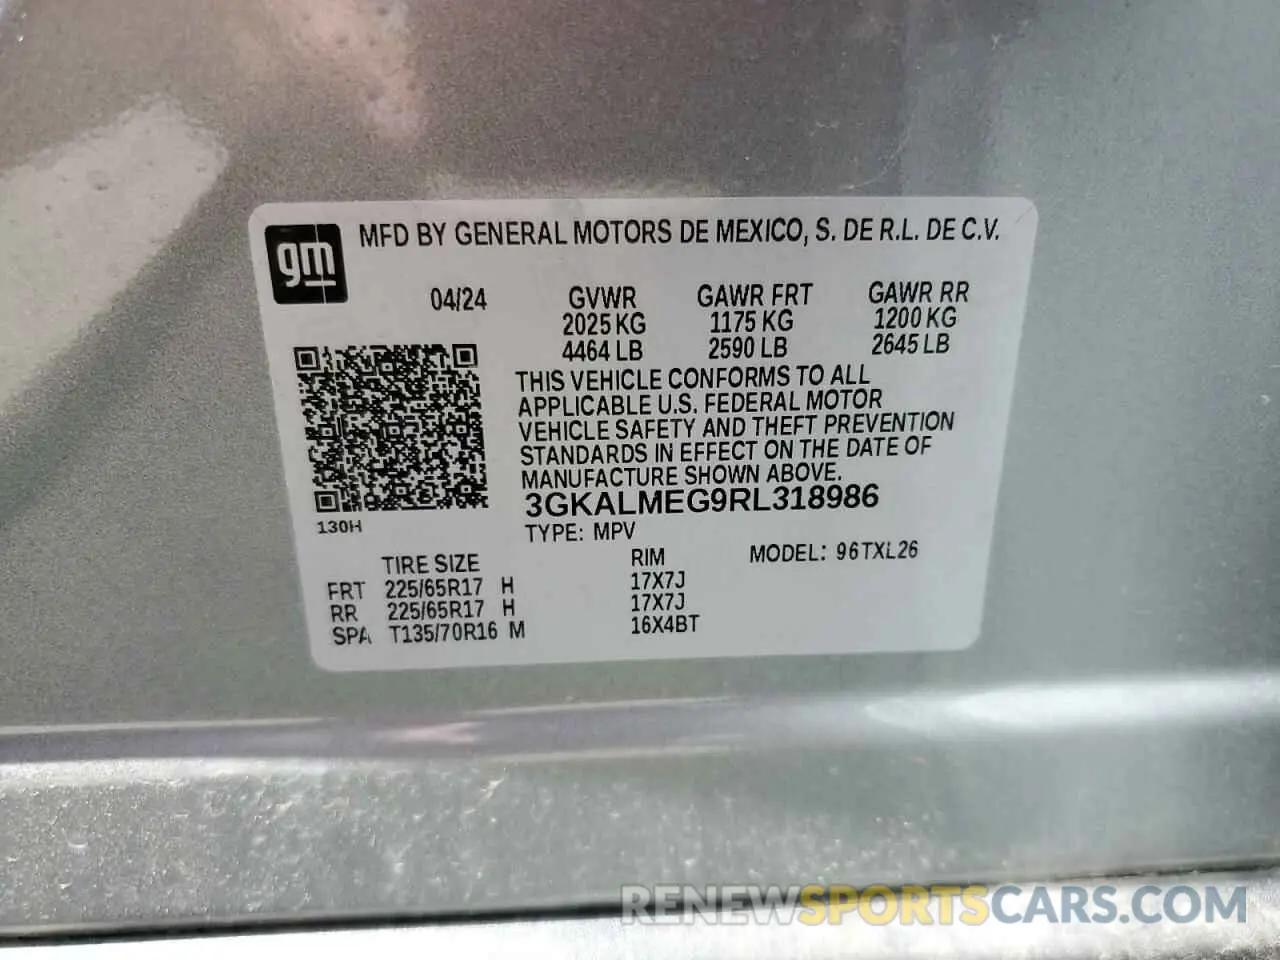 gm
MFD BY GENERAL MOTORS DE MEXICO, S. DE R.L. DE C.V.
04/24 GVWR GAWR FRT GAWR RR
2025 KG 1175 KG 1200 KG
4464 LB 2590 LB 2645 LB
THIS VEHICLE CONFORMS TO ALL
APPLICABLE U.S. FEDERAL MOTOR
VEHICLE SAFETY AND THEFT PREVENTION
STANDARDS IN EFFECT ON THE DATE OF
MANUFACTURE SHOWN ABOVE.
3GKALMEG9RL318986
130H
TYPE: MPV
TIRE SIZE RIM MODEL: 96TXL26
FRT 225/65R17 H 17X7J
RR 225/65R17 H 17X7J
SPA T135/70R16 M 16X4BT
RENEWSPORTSCARS.COM